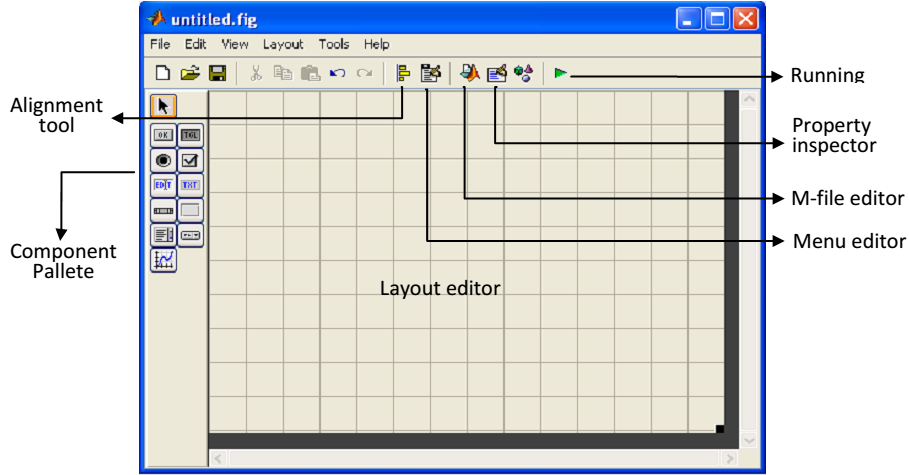 untitled.fig
File Edit View Layout Tools Help
Running
Alignment
tool
OK TGL
Property
inspector
EDIT TXT
M-file editor
Menu editor
Component
Pallete
Layout editor